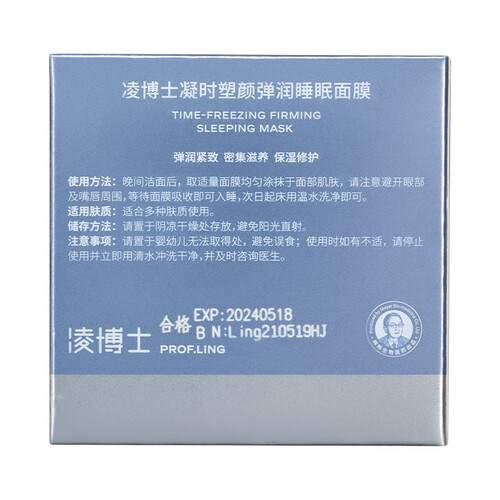 凌博士凝时塑颜弹润睡眠面膜
TIME-FREEZING FIRMING
SLEEPING MASK
弹润紧致 密集滋养 保湿修护
使用方法：晚间洁面后，取适量面膜均匀涂抹于面部肌肤，请注意避开眼部
及嘴唇周围，等待面膜吸收即可入睡，次日起床用温水洗净即可。
适用肤质：适合多种肤质使用。
储存方法：请置于阴凉干燥处存放，避免阳光直射。
注意事项：请置于婴幼儿无法取得处，避免误食；使用时如有不适，请停止
使用并立即用清水冲洗干净，并及时咨询医生。
合格
EXP:20240518
B N:Ling210519HJ
凌博士
PROF.LING